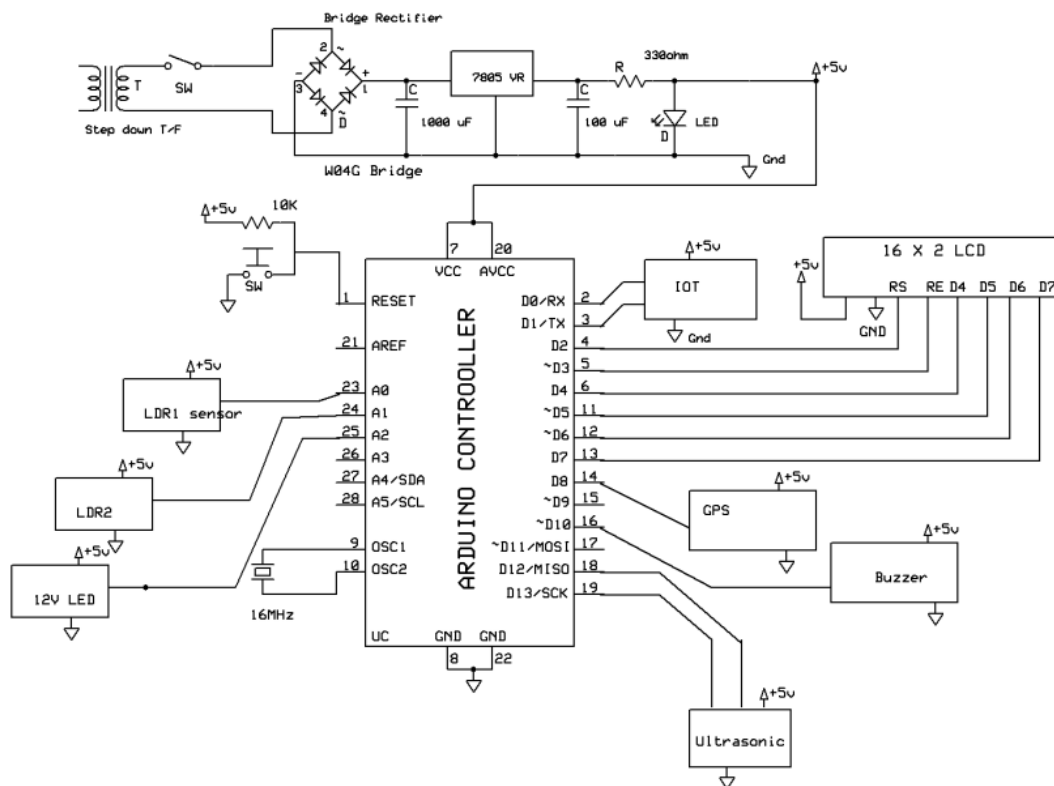 Bridge Rectifier
2 ~
T
SW
- 3
+ 1
4 ~
D
Step down T/F
W04G Bridge
C
1000 uF
7805 VR
C
100 uF
R
330ohm
D
LED
+5v
Gnd
+5v
10K
SW
7 20
VCC AVCC
ARDUINO CONTROOLLER
1 RESET
21 AREF
23 A0
24 A1
25 A2
26 A3
27 A4/SDA
28 A5/SCL
9 OSC1
10 OSC2
16MHz
UC
GND GND
8 22
D0/RX 2
D1/TX 3
D2 4
~D3 5
D4 6
~D5 11
~D6 12
D7 13
D8 14
~D9 15
~D10 16
~D11/MOSI 17
D12/MISO 18
D13/SCK 19
+5v
LDR1 sensor
+5v
LDR2
+5v
12V LED
+5v
IOT
Gnd
16 X 2 LCD
+5v
RS RE D4 D5 D6 D7
GND
+5v
GPS
+5v
Buzzer
+5v
Ultrasonic